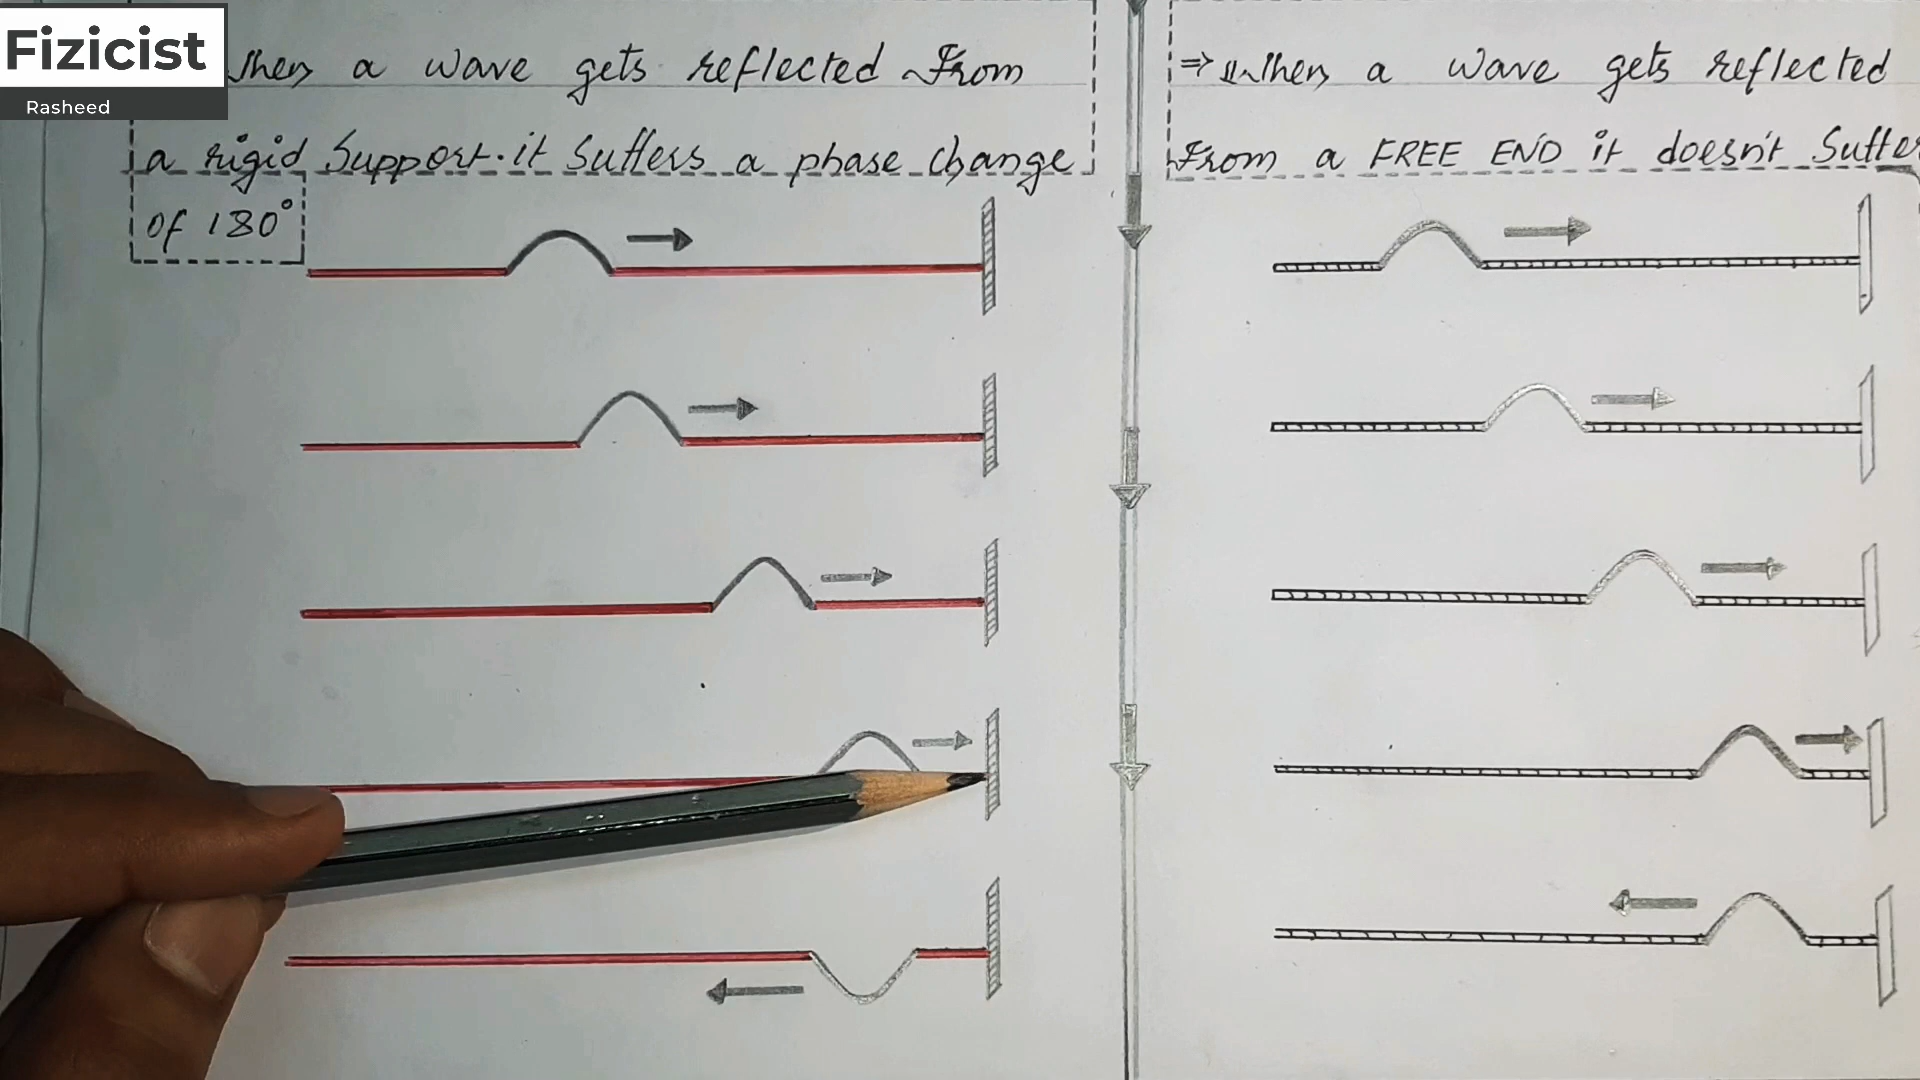 Fizicist
Rasheed
When a wave gets reflected from
a rigid Support. it Suffers a phase change
of 180°
⇒ When a wave gets reflected
From a FREE END it doesn't Suffer